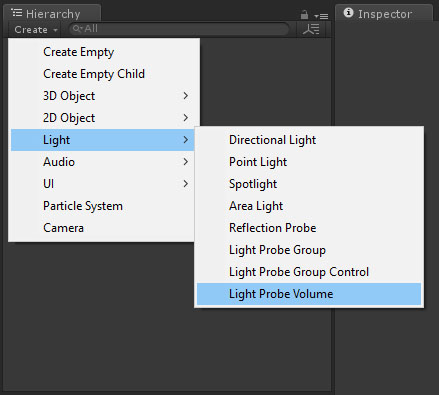 Hierarchy
Inspector
Create
All
Create Empty
Create Empty Child
3D Object
2D Object
Light
Audio
UI
Particle System
Camera
Directional Light
Point Light
Spotlight
Area Light
Reflection Probe
Light Probe Group
Light Probe Group Control
Light Probe Volume